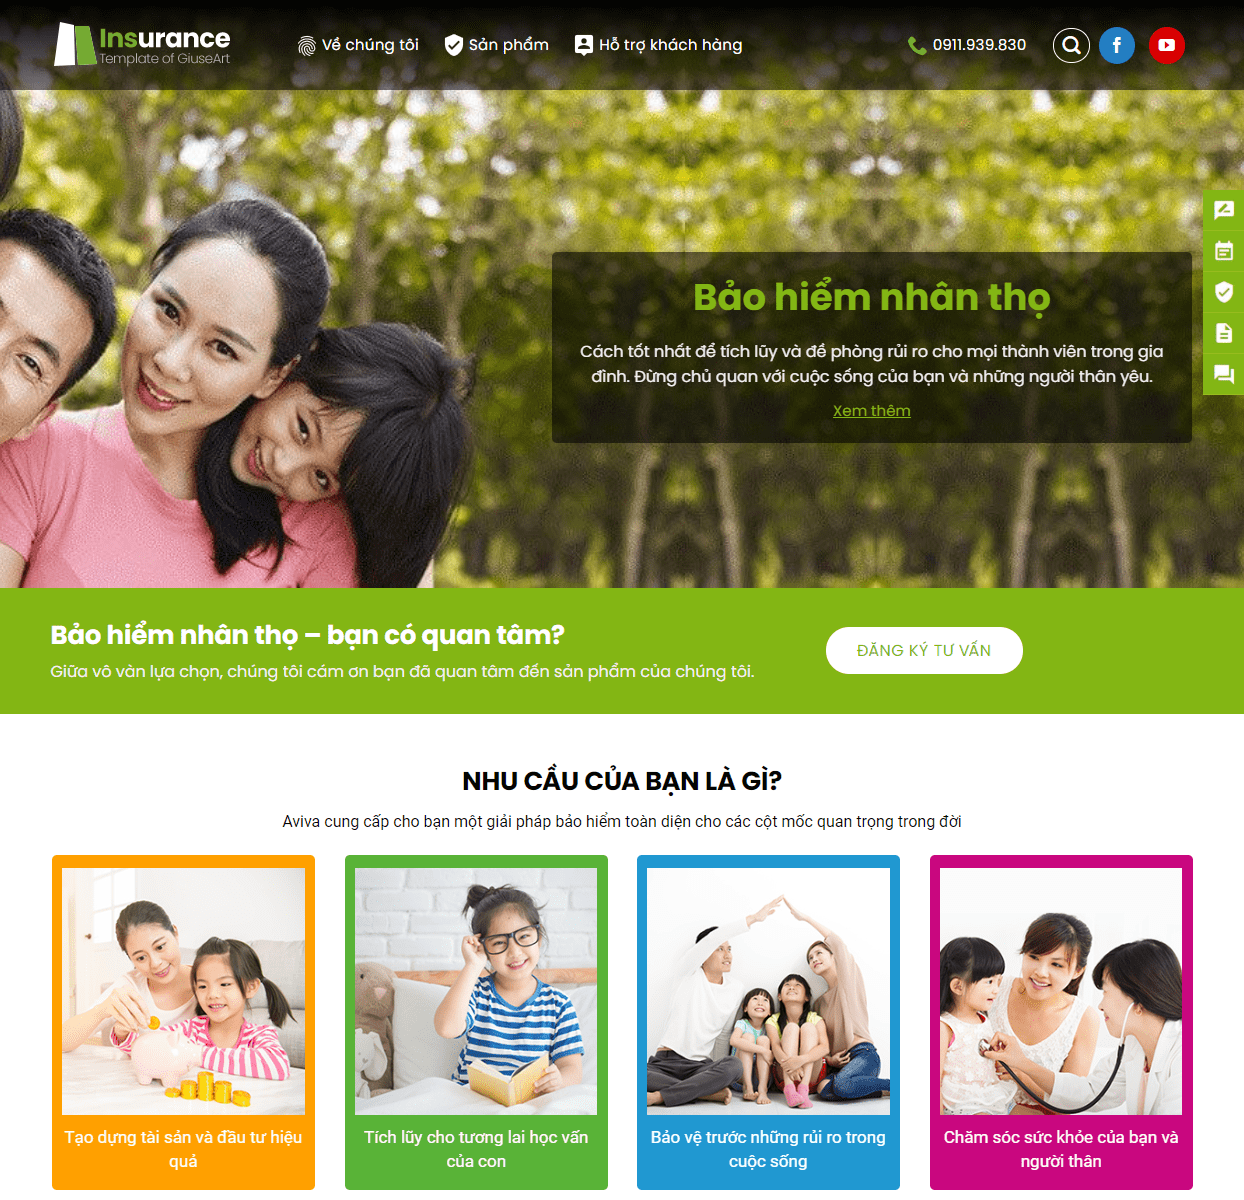 Insurance
Template of GiuseArt
Về chúng tôi
Sản phẩm
Hỗ trợ khách hàng
0911.939.830
Bảo hiểm nhân thọ
Cách tốt nhất để tích lũy và đề phòng rủi ro cho mọi thành viên trong gia
đình. Đừng chủ quan với cuộc sống của bạn và những người thân yêu.
Xem thêm
Bảo hiểm nhân thọ – bạn có quan tâm?
Giữa vô vàn lựa chọn, chúng tôi cám ơn bạn đã quan tâm đến sản phẩm của chúng tôi.
ĐĂNG KÝ TƯ VẤN
NHU CẦU CỦA BẠN LÀ GÌ?
Aviva cung cấp cho bạn một giải pháp bảo hiểm toàn diện cho các cột mốc quan trọng trong đời
Tạo dựng tài sản và đầu tư hiệu
quả
Tích lũy cho tương lai học vấn
của con
Bảo vệ trước những rủi ro trong
cuộc sống
Chăm sóc sức khỏe của bạn và
người thân